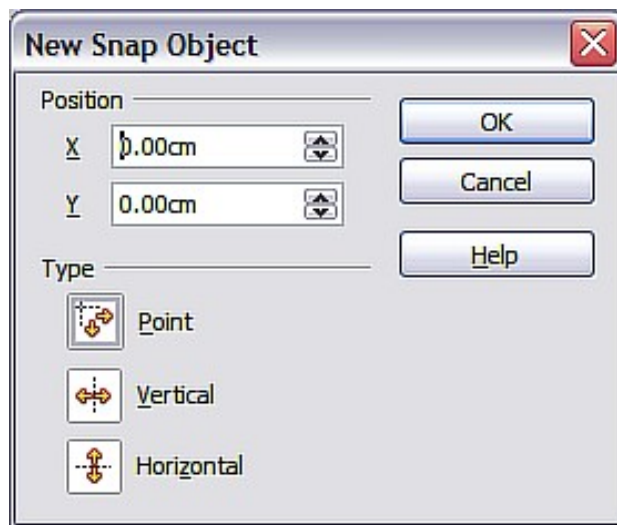 New Snap Object
Position
X 0.00cm
Y 0.00cm
OK
Cancel
Help
Type
Point
Vertical
Horizontal